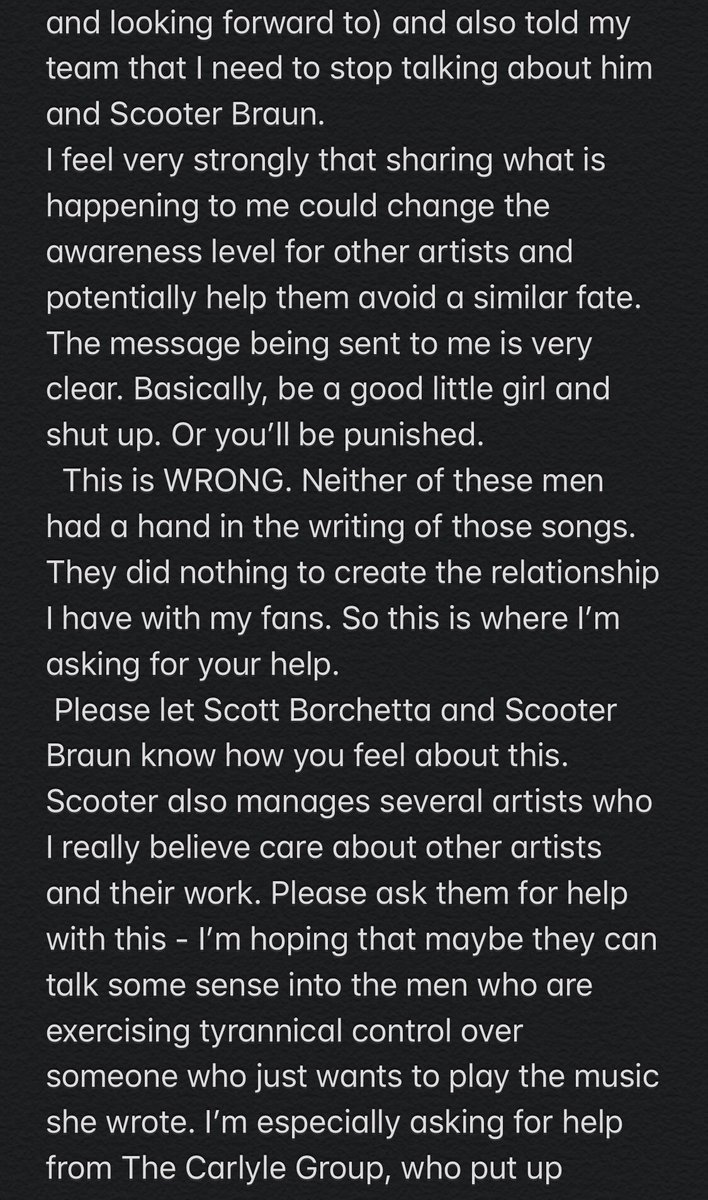 and looking forward to) and also told my
team that I need to stop talking about him
and Scooter Braun.
I feel very strongly that sharing what is
happening to me could change the
awareness level for other artists and
potentially help them avoid a similar fate.
The message being sent to me is very
clear. Basically, be a good little girl and
shut up. Or you’ll be punished.
This is WRONG. Neither of these men
had a hand in the writing of those songs.
They did nothing to create the relationship
I have with my fans. So this is where I’m
asking for your help.
Please let Scott Borchetta and Scooter
Braun know how you feel about this.
Scooter also manages several artists who
I really believe care about other artists
and their work. Please ask them for help
with this - I’m hoping that maybe they can
talk some sense into the men who are
exercising tyrannical control over
someone who just wants to play the music
she wrote. I’m especially asking for help
from The Carlyle Group, who put up